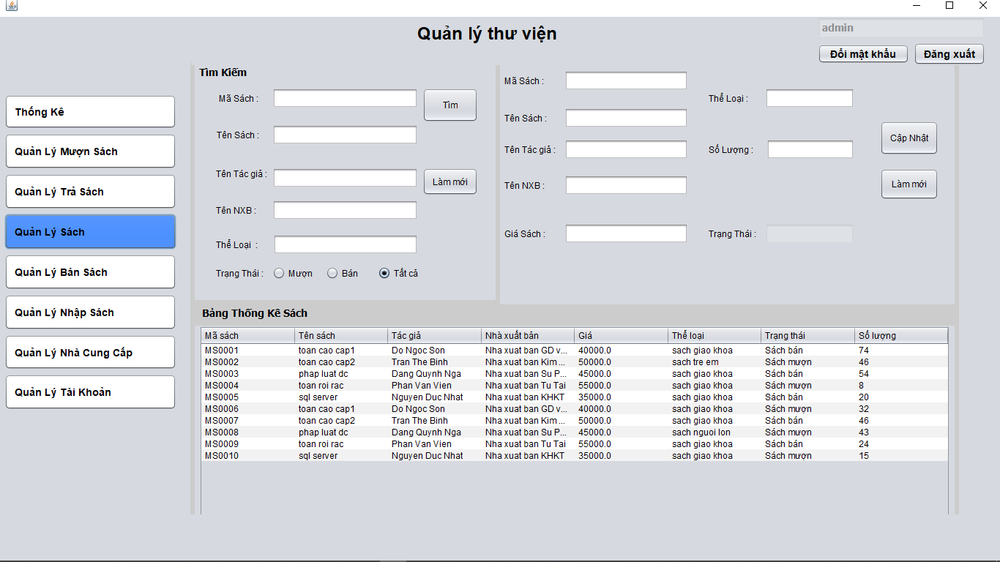 Quản lý thư viện
admin
Đổi mật khẩu
Đăng xuất
Thống Kê
Quản Lý Mượn Sách
Quản Lý Trả Sách
Quản Lý Sách
Quản Lý Bán Sách
Quản Lý Nhập Sách
Quản Lý Nhà Cung Cấp
Quản Lý Tài Khoản
Tìm Kiếm
Mã Sách :
Tìm
Tên Sách :
Tên Tác giả :
Làm mới
Tên NXB :
Thể Loại :
Trạng Thái : Mượn Bán Tất cả
Mã Sách :
Thể Loại :
Tên Sách :
Cập Nhật
Tên Tác giả :
Số Lượng :
Tên NXB :
Làm mới
Giá Sách :
Trạng Thái :
Bảng Thống Kê Sách
Mã sách Tên sách Tác giả Nhà xuất bản Giá Thể loại Trạng thái Số lượng
MS0001 toan cao cap1 Do Ngoc Son Nha xuat ban GD v... 40000.0 sach giao khoa Sách bán 74
MS0002 toan cao cap2 Tran The Binh Nha xuat ban Kim ... 50000.0 sach tre em Sách mượn 46
MS0003 phap luat dc Dang Quynh Nga Nha xuat ban Su P... 45000.0 sach giao khoa Sách bán 54
MS0004 toan roi rac Phan Van Vien Nha xuat ban Tu Tai 55000.0 sach giao khoa Sách mượn 8
MS0005 sql server Nguyen Duc Nhat Nha xuat ban KHKT 35000.0 sach giao khoa Sách bán 20
MS0006 toan cao cap1 Do Ngoc Son Nha xuat ban GD v... 40000.0 sach giao khoa Sách mượn 32
MS0007 toan cao cap2 Tran The Binh Nha xuat ban Kim ... 50000.0 sach giao khoa Sách bán 46
MS0008 phap luat dc Dang Quynh Nga Nha xuat ban Su P... 45000.0 sach nguoi lon Sách mượn 43
MS0009 toan roi rac Phan Van Vien Nha xuat ban Tu Tai 55000.0 sach giao khoa Sách bán 24
MS0010 sql server Nguyen Duc Nhat Nha xuat ban KHKT 35000.0 sach giao khoa Sách mượn 15